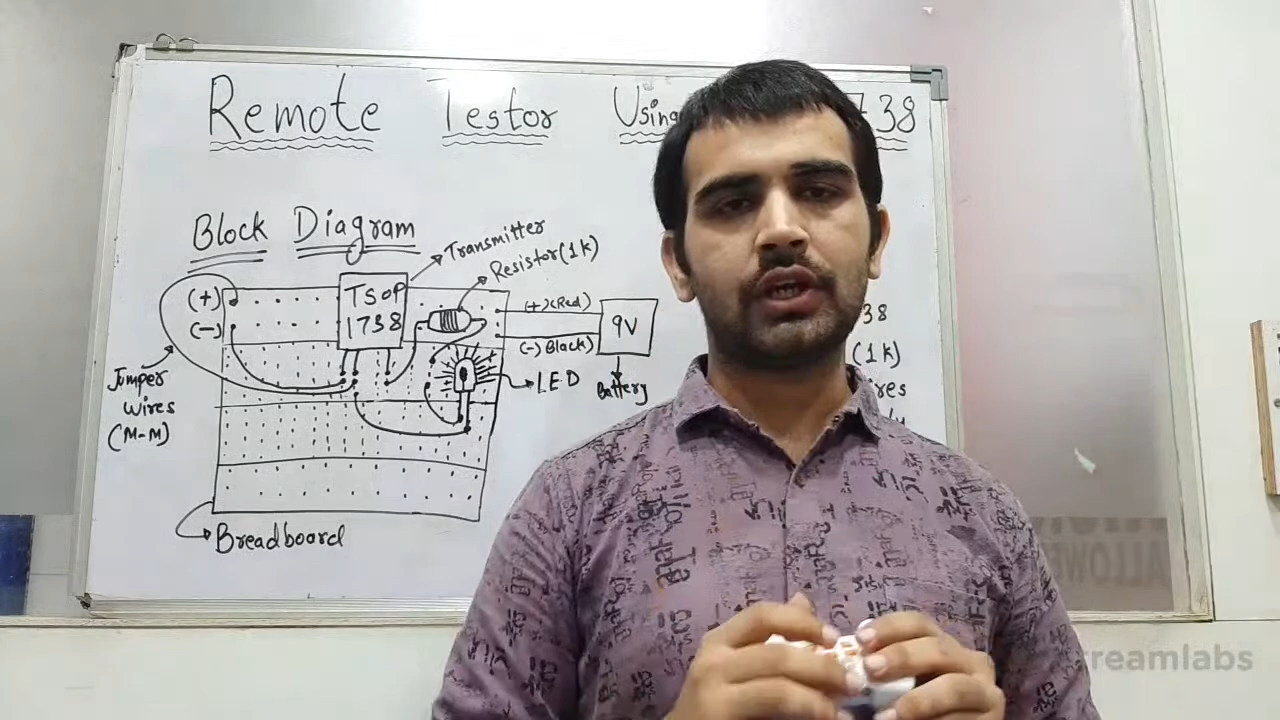 Remote Testor Using 38
Block Diagram
Transmitter
Resistor (1k)
(+)
(-)
TSOP
1738
(+) (Red)
(-) Black)
9V
Battery
LED
Jumper
wires
(M-M)
Breadboard
38
(1k)
ALLOWE
reamlabs